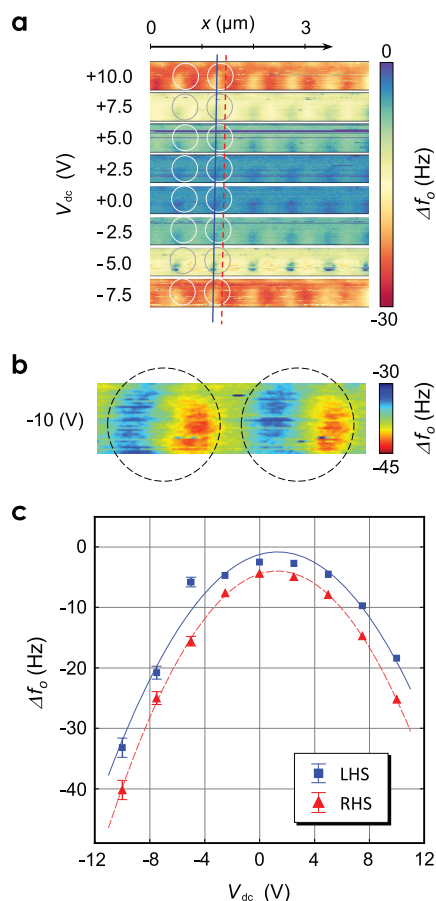 a
x (μm)
0 3
+10.0
+7.5
+5.0
+2.5
+0.0
-2.5
-5.0
-7.5
V_dc (V)
0
-30
Δf_o (Hz)
b
-10 (V)
-30
-45
Δf_o (Hz)
c
0
-10
-20
-30
-40
Δf_o (Hz)
LHS
RHS
-12 -8 -4 0 4 8 12
V_dc (V)